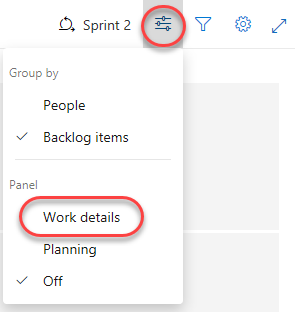 Sprint 2
Group by
People
Backlog items
Panel
Work details
Planning
Off